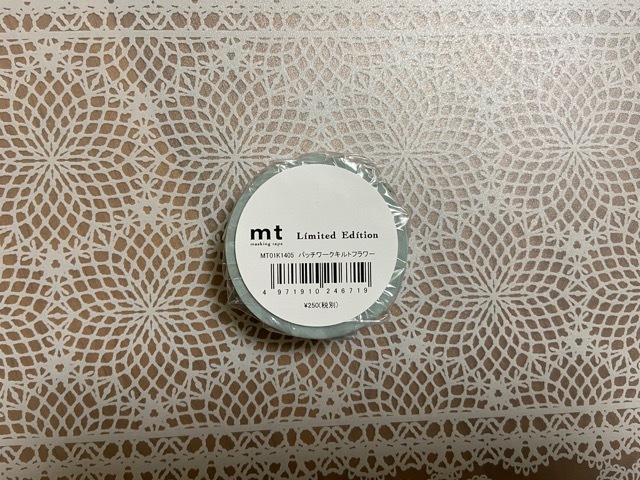 mt
masking tape
Limited Edition
MT01K1405 パッチワークキルトフラワー
4 971910 246719
¥250(税別)